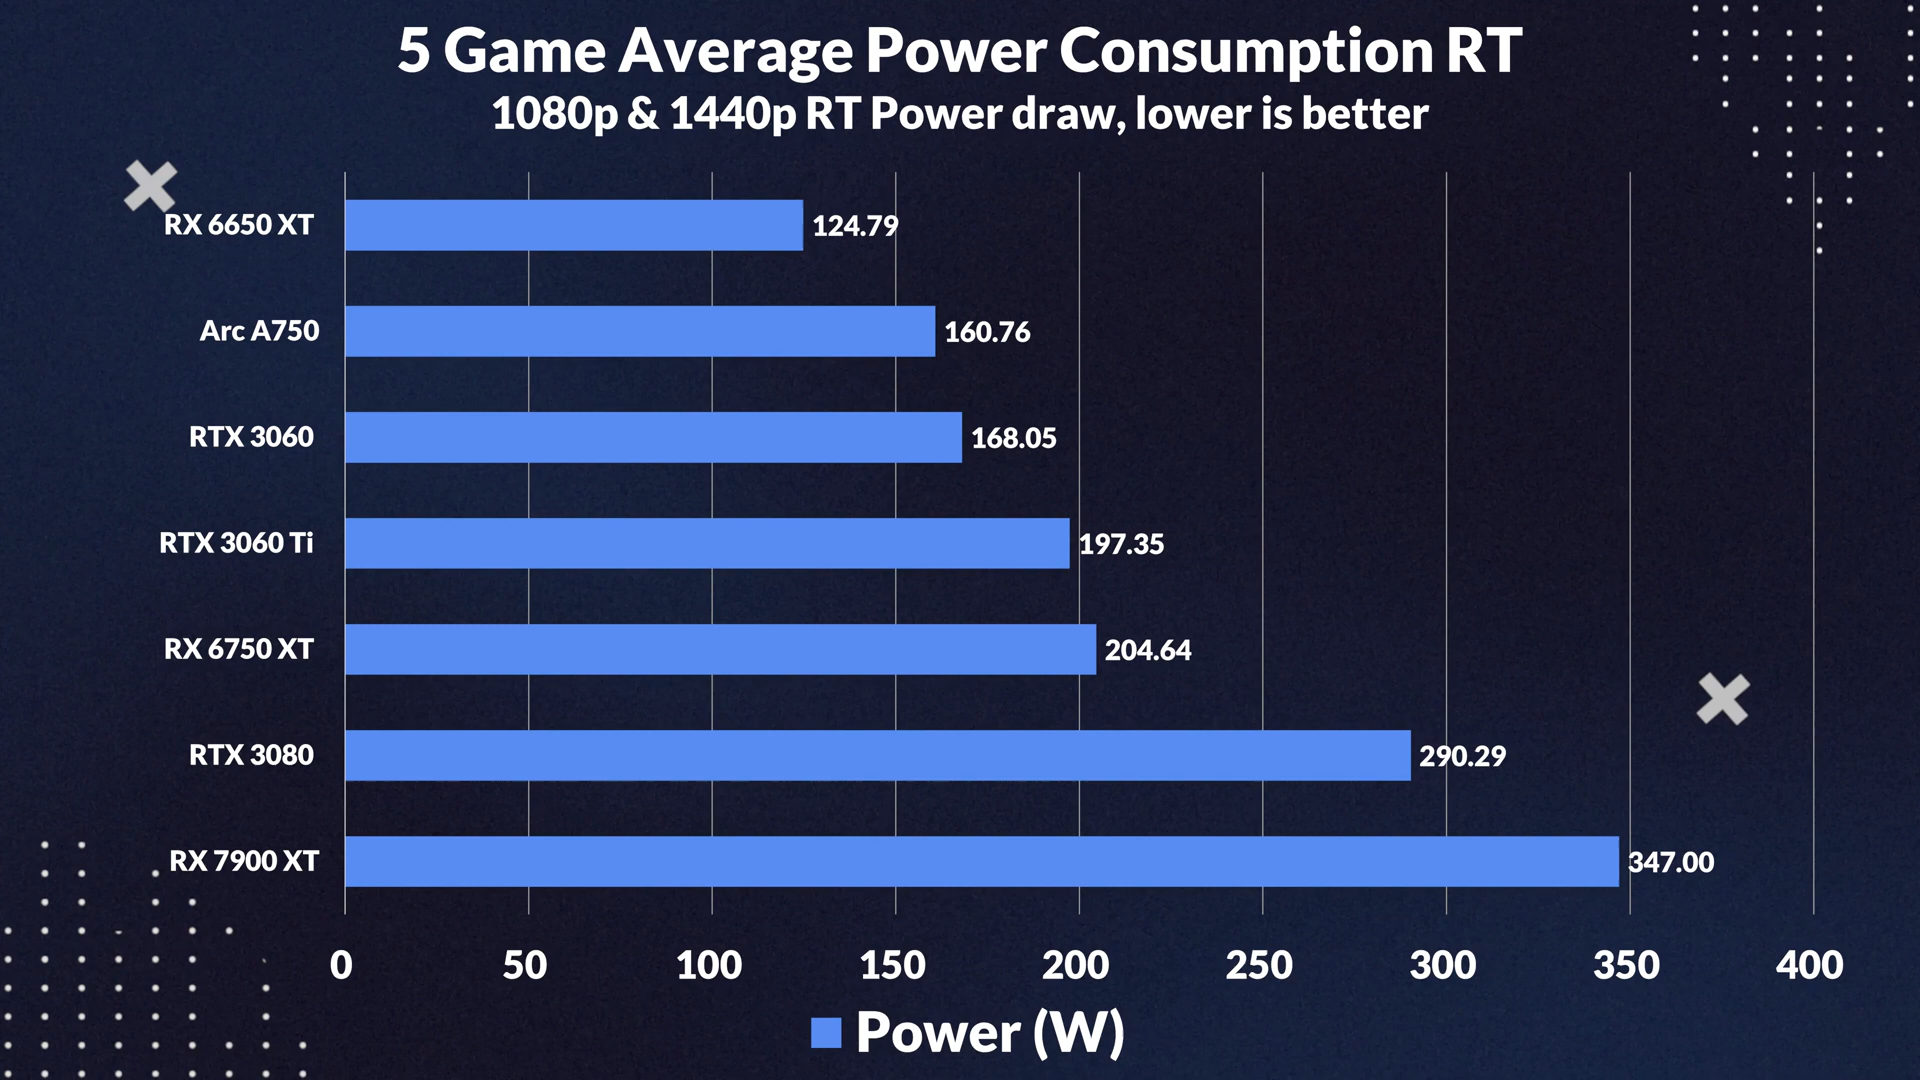 5 Game Average Power Consumption RT
1080p & 1440p RT Power draw, lower is better
RX 6650 XT 124.79
Arc A750 160.76
RTX 3060 168.05
RTX 3060 Ti 197.35
RX 6750 XT 204.64
RTX 3080 290.29
RX 7900 XT 347.00
0 50 100 150 200 250 300 350 400
Power (W)